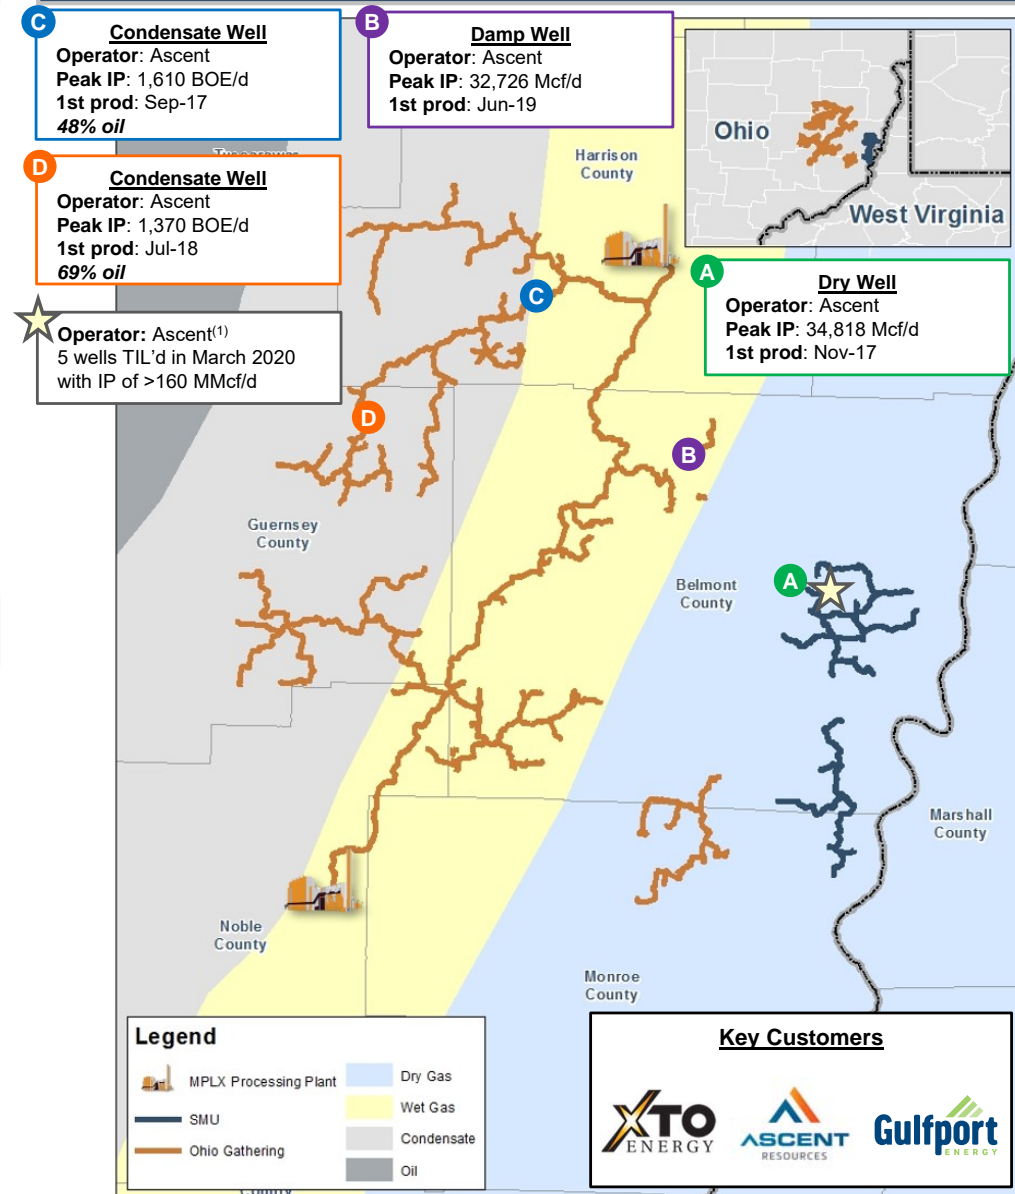 C
Condensate Well
Operator: Ascent
Peak IP: 1,610 BOE/d
1st prod: Sep-17
48% oil
B
Damp Well
Operator: Ascent
Peak IP: 32,726 Mcf/d
1st prod: Jun-19
D
Condensate Well
Operator: Ascent
Peak IP: 1,370 BOE/d
1st prod: Jul-18
69% oil
Operator: Ascent(1)
5 wells TIL’d in March 2020
with IP of >160 MMcf/d
Harrison
County
Ohio
West Virginia
A
Dry Well
Operator: Ascent
Peak IP: 34,818 Mcf/d
1st prod: Nov-17
C
D
B
Guernsey
County
A
Belmont
County
Marshall
County
Noble
County
Monroe
County
Legend
MPLX Processing Plant
SMU
Ohio Gathering
Dry Gas
Wet Gas
Condensate
Oil
County
Key Customers
XTO
ENERGY
ASCENT
RESOURCES
Gulfport
ENERGY